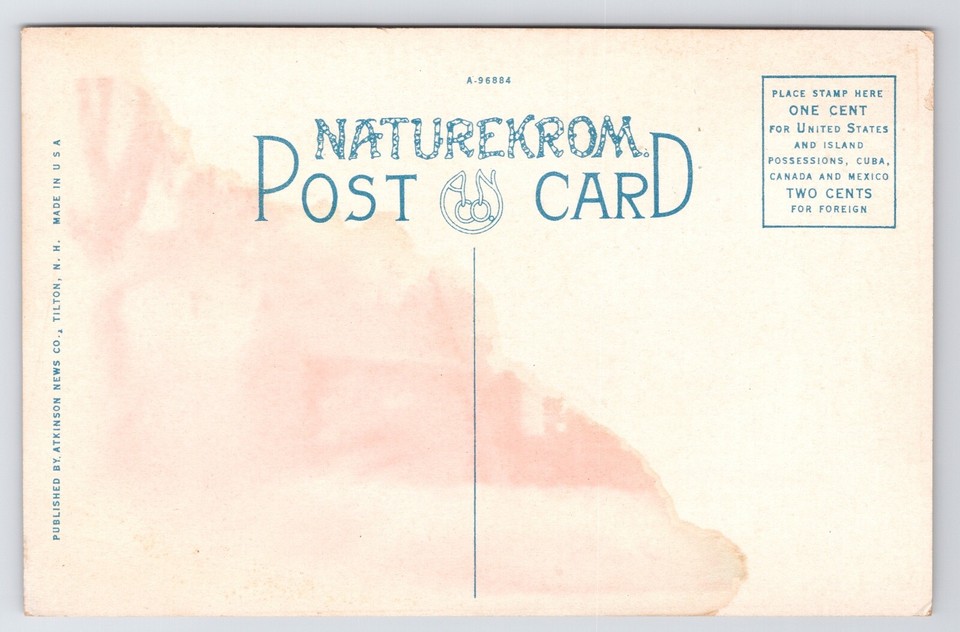 A-96884
NATUREKROM.
POST CARD
A N
CO.
PLACE STAMP HERE
ONE CENT
FOR UNITED STATES
AND ISLAND
POSSESSIONS, CUBA,
CANADA AND MEXICO
TWO CENTS
FOR FOREIGN
PUBLISHED BY ATKINSON NEWS CO., TILTON, N. H. MADE IN U S A